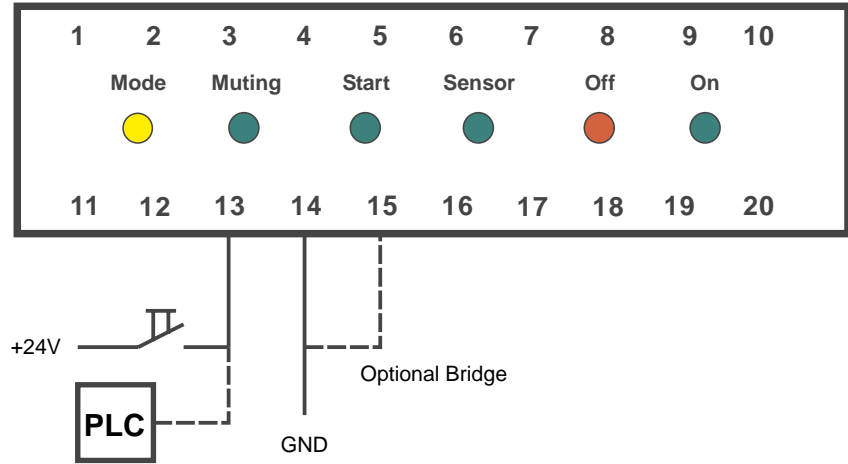 1 2 3 4 5 6 7 8 9 10
Mode Muting Start Sensor Off On
11 12 13 14 15 16 17 18 19 20
+24V
Optional Bridge
PLC
GND